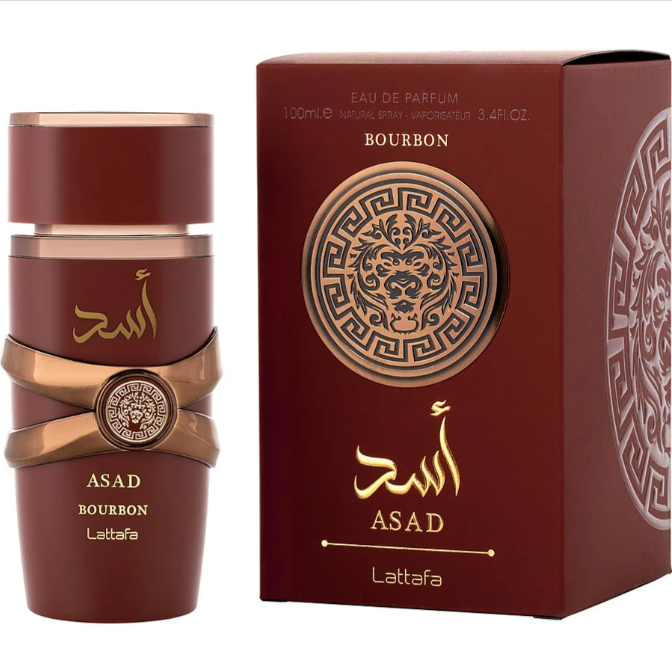 أسد
ASAD
BOURBON
Lattafa
EAU DE PARFUM
100ml.e NATURAL SPRAY - VAPORISATEUR 3.4Fl.OZ.
BOURBON
أسد
ASAD
Lattafa